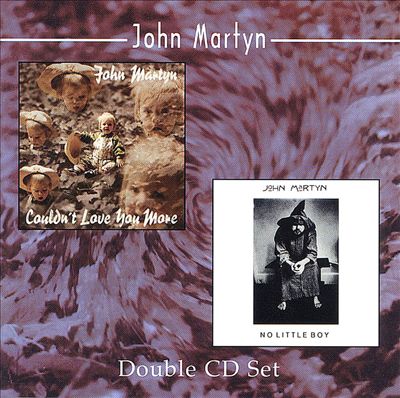 John Martyn
John Martyn
Couldn't Love You More
JOHN MARTYN
NO LITTLE BOY
Double CD Set